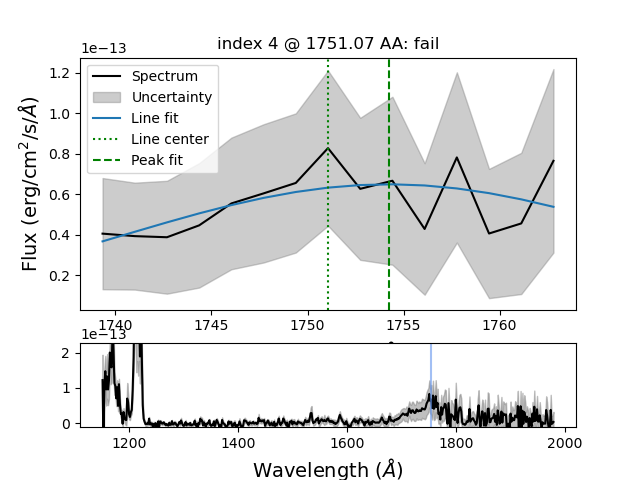 index 4 @ 1751.07 AA: fail
1e−13
Spectrum
Uncertainty
Line fit
Line center
Peak fit
1.2
1.0
0.8
0.6
0.4
0.2
Flux (erg/cm²/s/Å)
1740 1745 1750 1755 1760
1e−13
2
1
0
1200 1400 1600 1800 2000
Wavelength (Å)